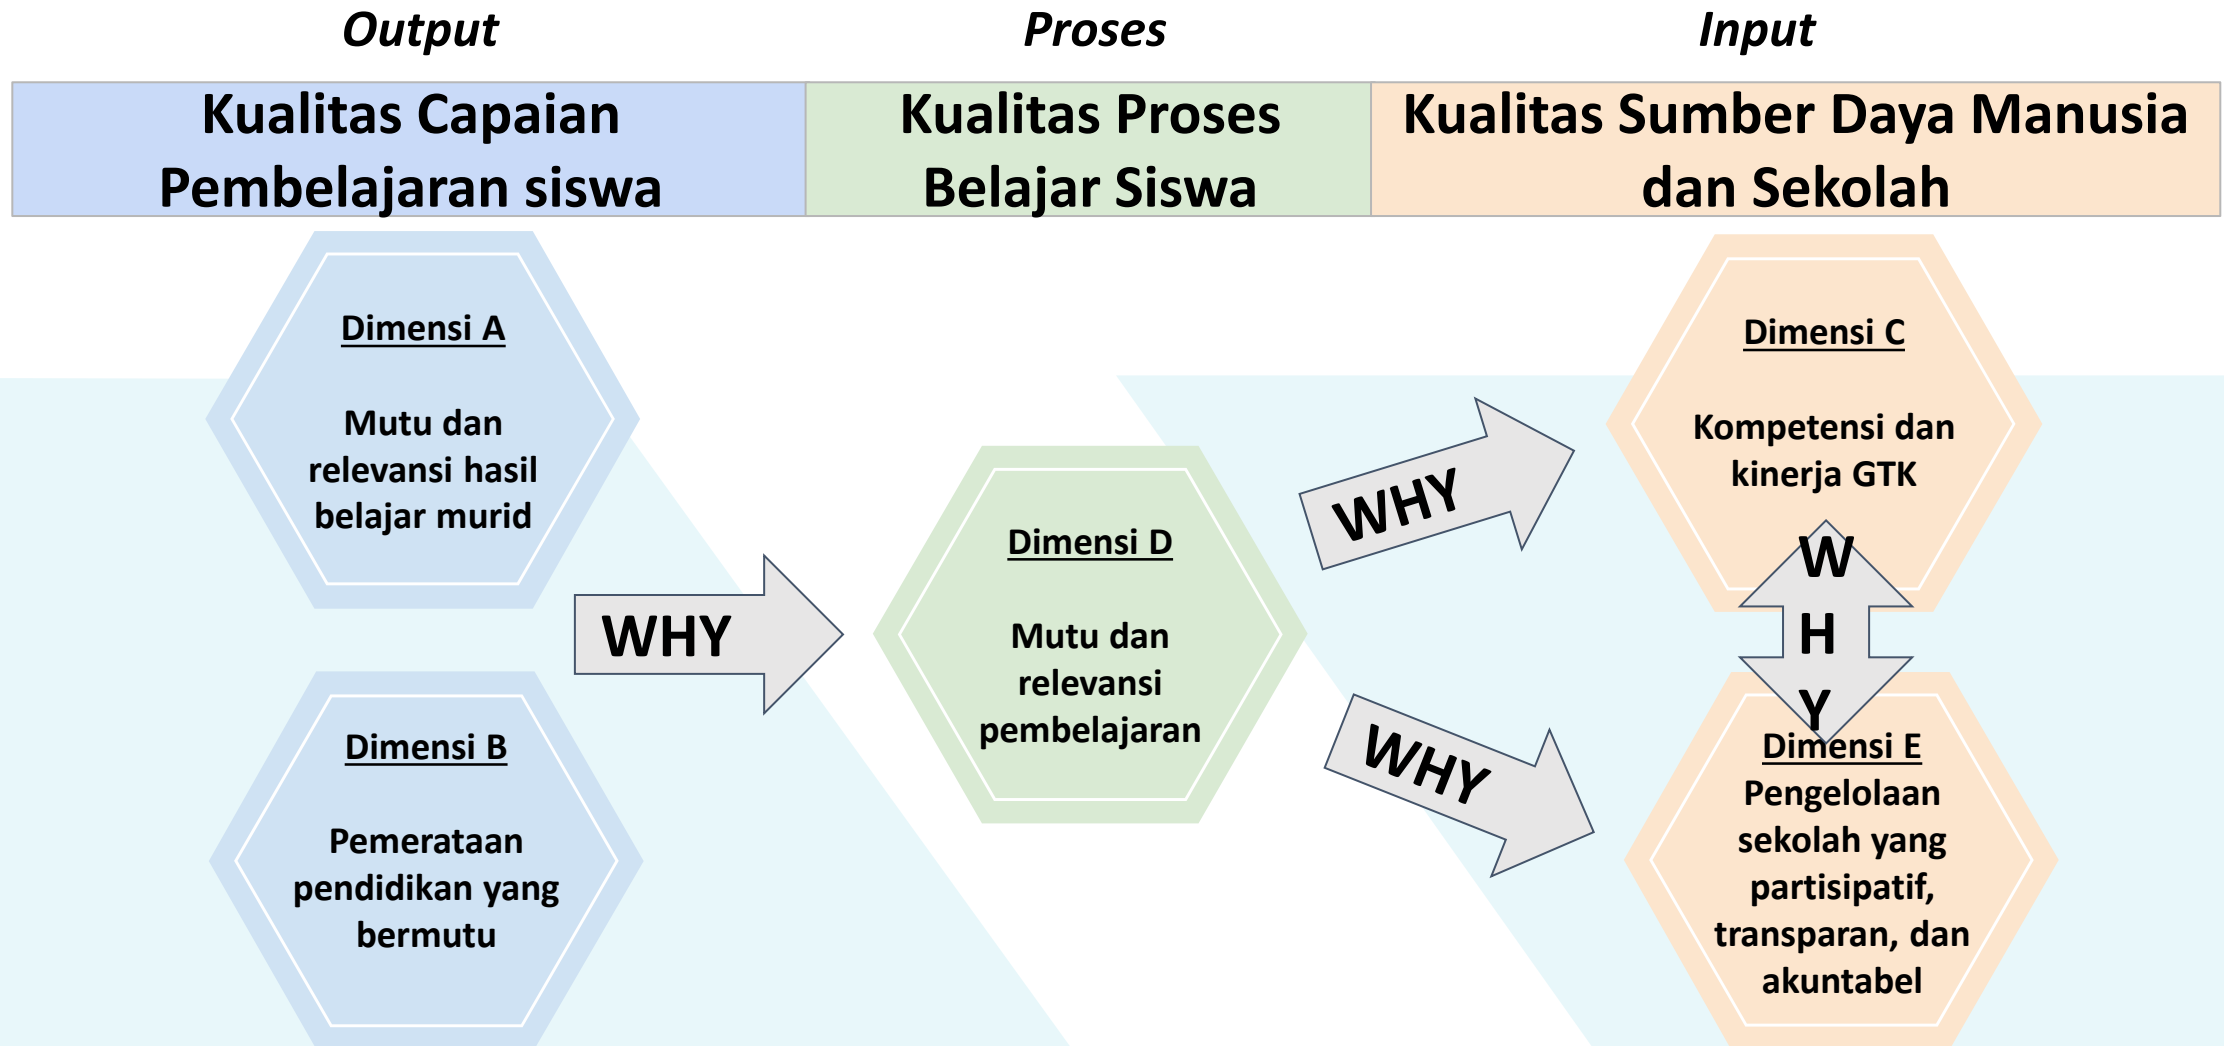 Output
Proses
Input
Kualitas Capaian
Pembelajaran siswa
Kualitas Proses
Belajar Siswa
Kualitas Sumber Daya Manusia
dan Sekolah
Dimensi A
Mutu dan
relevansi hasil
belajar murid
Dimensi B
Pemerataan
pendidikan yang
bermutu
WHY
Dimensi D
Mutu dan
relevansi
pembelajaran
WHY
WHY
Dimensi C
Kompetensi dan
kinerja GTK
W
H
Y
Dimensi E
Pengelolaan
sekolah yang
partisipatif,
transparan, dan
akuntabel